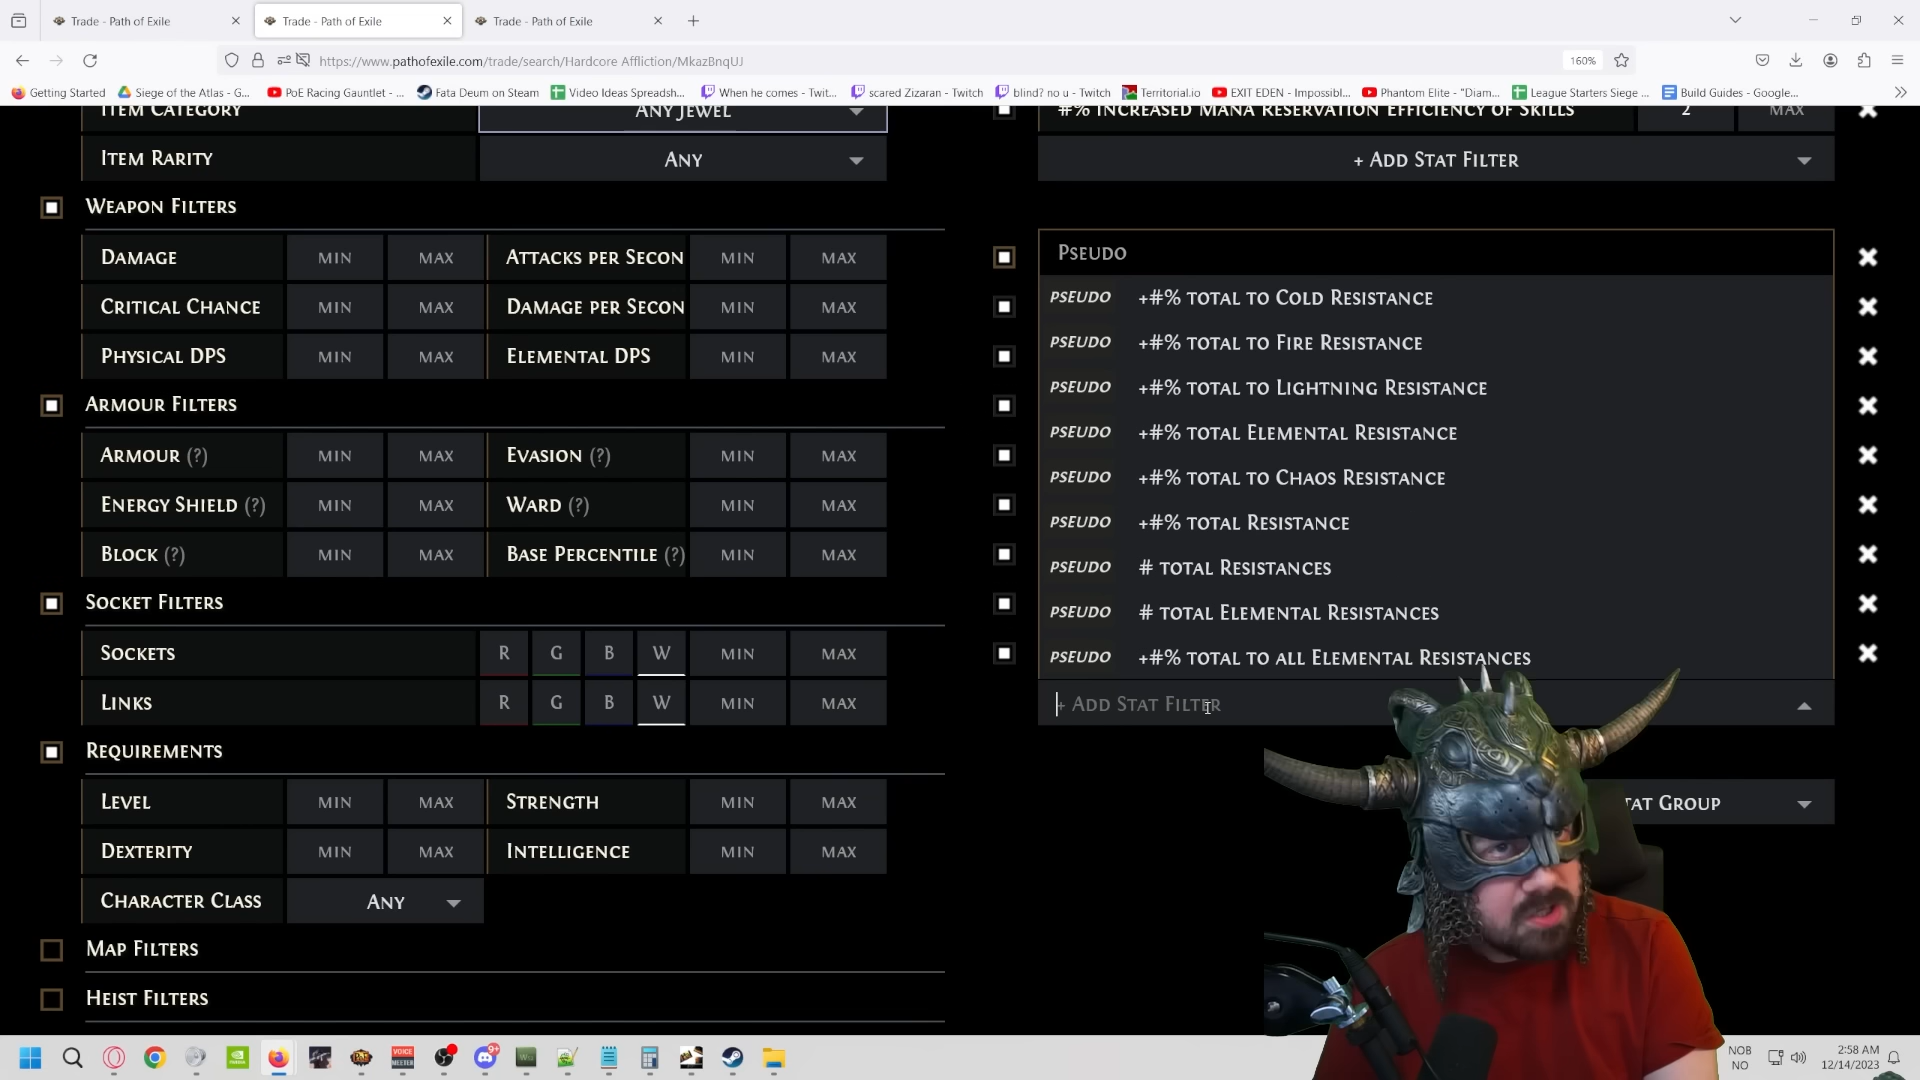 Trade - Path of Exile
Trade - Path of Exile
Trade - Path of Exile
https://www.pathofexile.com/trade/search/Hardcore Affliction/MkazBnqUJ
160%
Getting Started
Siege of the Atlas - G...
PoE Racing Gauntlet - ...
Fata Deum on Steam
Video Ideas Spreadsh...
When he comes - Twit...
scared Zizaran - Twitch
blind? no u - Twitch
Territorial.io
EXIT EDEN - Impossibl...
Phantom Elite - "Diam...
League Starters Siege ...
Build Guides - Google...
Item Category
Any Jewel
#% increased Mana Reservation Efficiency of Skills
2
MAX
Item Rarity
Any
+ Add Stat Filter
Weapon Filters
Damage MIN MAX Attacks per Secon MIN MAX
Critical Chance MIN MAX Damage per Secon MIN MAX
Physical DPS MIN MAX Elemental DPS MIN MAX
Armour Filters
Armour (?) MIN MAX Evasion (?) MIN MAX
Energy Shield (?) MIN MAX Ward (?) MIN MAX
Block (?) MIN MAX Base Percentile (?) MIN MAX
Socket Filters
Sockets R G B W MIN MAX
Links R G B W MIN MAX
Requirements
Level MIN MAX Strength MIN MAX
Dexterity MIN MAX Intelligence MIN MAX
Character Class Any
Map Filters
Heist Filters
Pseudo
pseudo +#% total to Cold Resistance
pseudo +#% total to Fire Resistance
pseudo +#% total to Lightning Resistance
pseudo +#% total Elemental Resistance
pseudo +#% total to Chaos Resistance
pseudo +#% total Resistance
pseudo # total Resistances
pseudo # total Elemental Resistances
pseudo +#% total to all Elemental Resistances
+ Add Stat Filter
tat Group
VOICE
MEETER
9+
NOB
NO
2:58 AM
12/14/2023